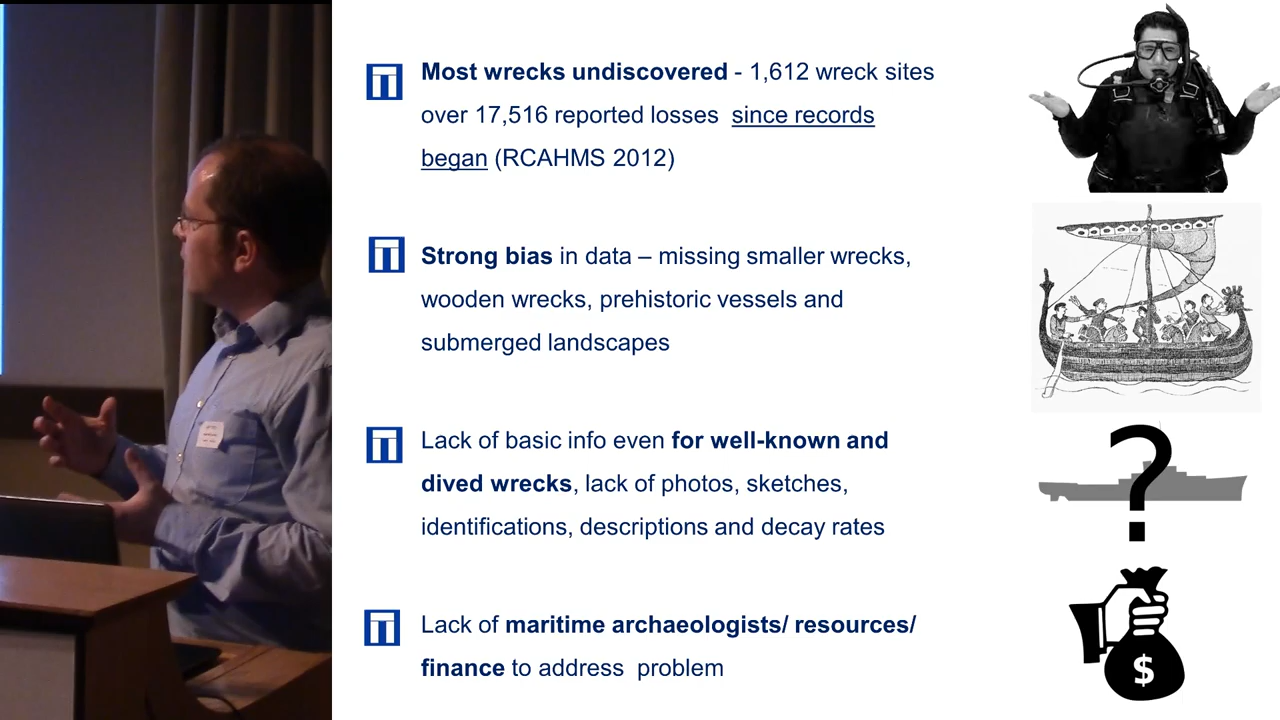 Most wrecks undiscovered - 1,612 wreck sites
over 17,516 reported losses since records
began (RCAHMS 2012)
Strong bias in data – missing smaller wrecks,
wooden wrecks, prehistoric vessels and
submerged landscapes
Lack of basic info even for well-known and
dived wrecks, lack of photos, sketches,
identifications, descriptions and decay rates
Lack of maritime archaeologists/ resources/
finance to address problem
?
$